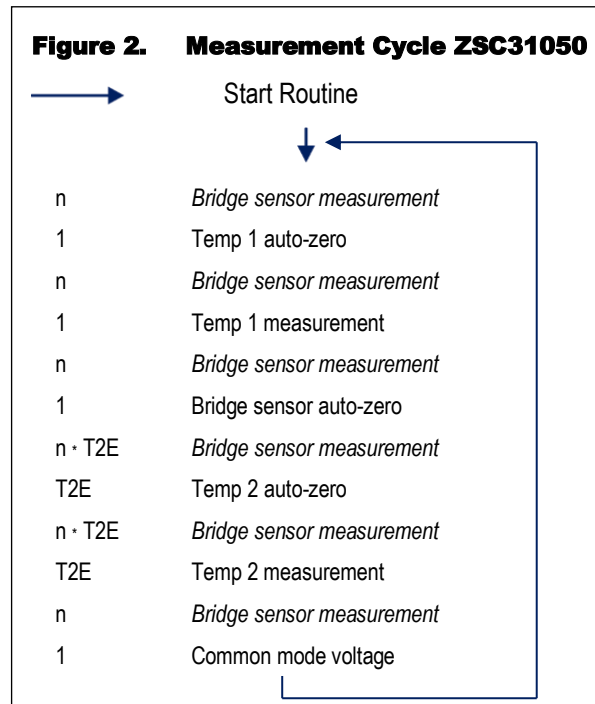 Figure 2. Measurement Cycle ZSC31050
Start Routine
n Bridge sensor measurement
1 Temp 1 auto-zero
n Bridge sensor measurement
1 Temp 1 measurement
n Bridge sensor measurement
1 Bridge sensor auto-zero
n * T2E Bridge sensor measurement
T2E Temp 2 auto-zero
n * T2E Bridge sensor measurement
T2E Temp 2 measurement
n Bridge sensor measurement
1 Common mode voltage